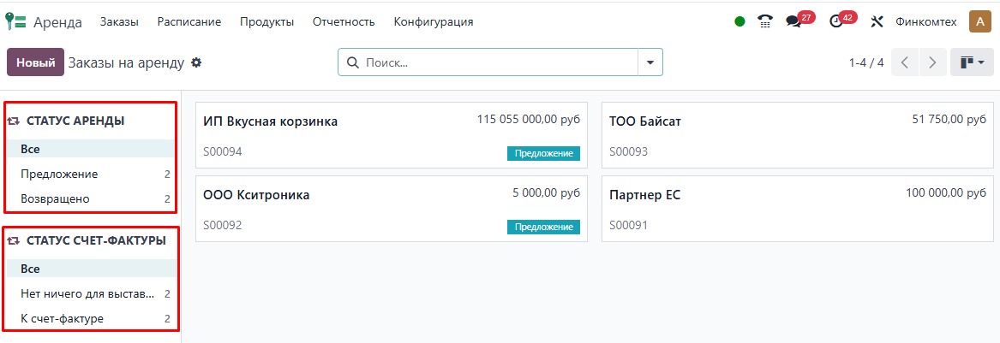 Аренда Заказы Расписание Продукты Отчетность Конфигурация 27 42 Финкомтех A
Новый Заказы на аренду Поиск... 1-4 / 4
СТАТУС АРЕНДЫ
Все
Предложение 2
Возвращено 2
СТАТУС СЧЕТ-ФАКТУРЫ
Все
Нет ничего для выстав... 2
К счет-фактуре 2
ИП Вкусная корзинка 115 055 000,00 руб
S00094 Предложение
ТОО Байсат 51 750,00 руб
S00093
ООО Кситроника 5 000,00 руб
S00092 Предложение
Партнер ЕС 100 000,00 руб
S00091